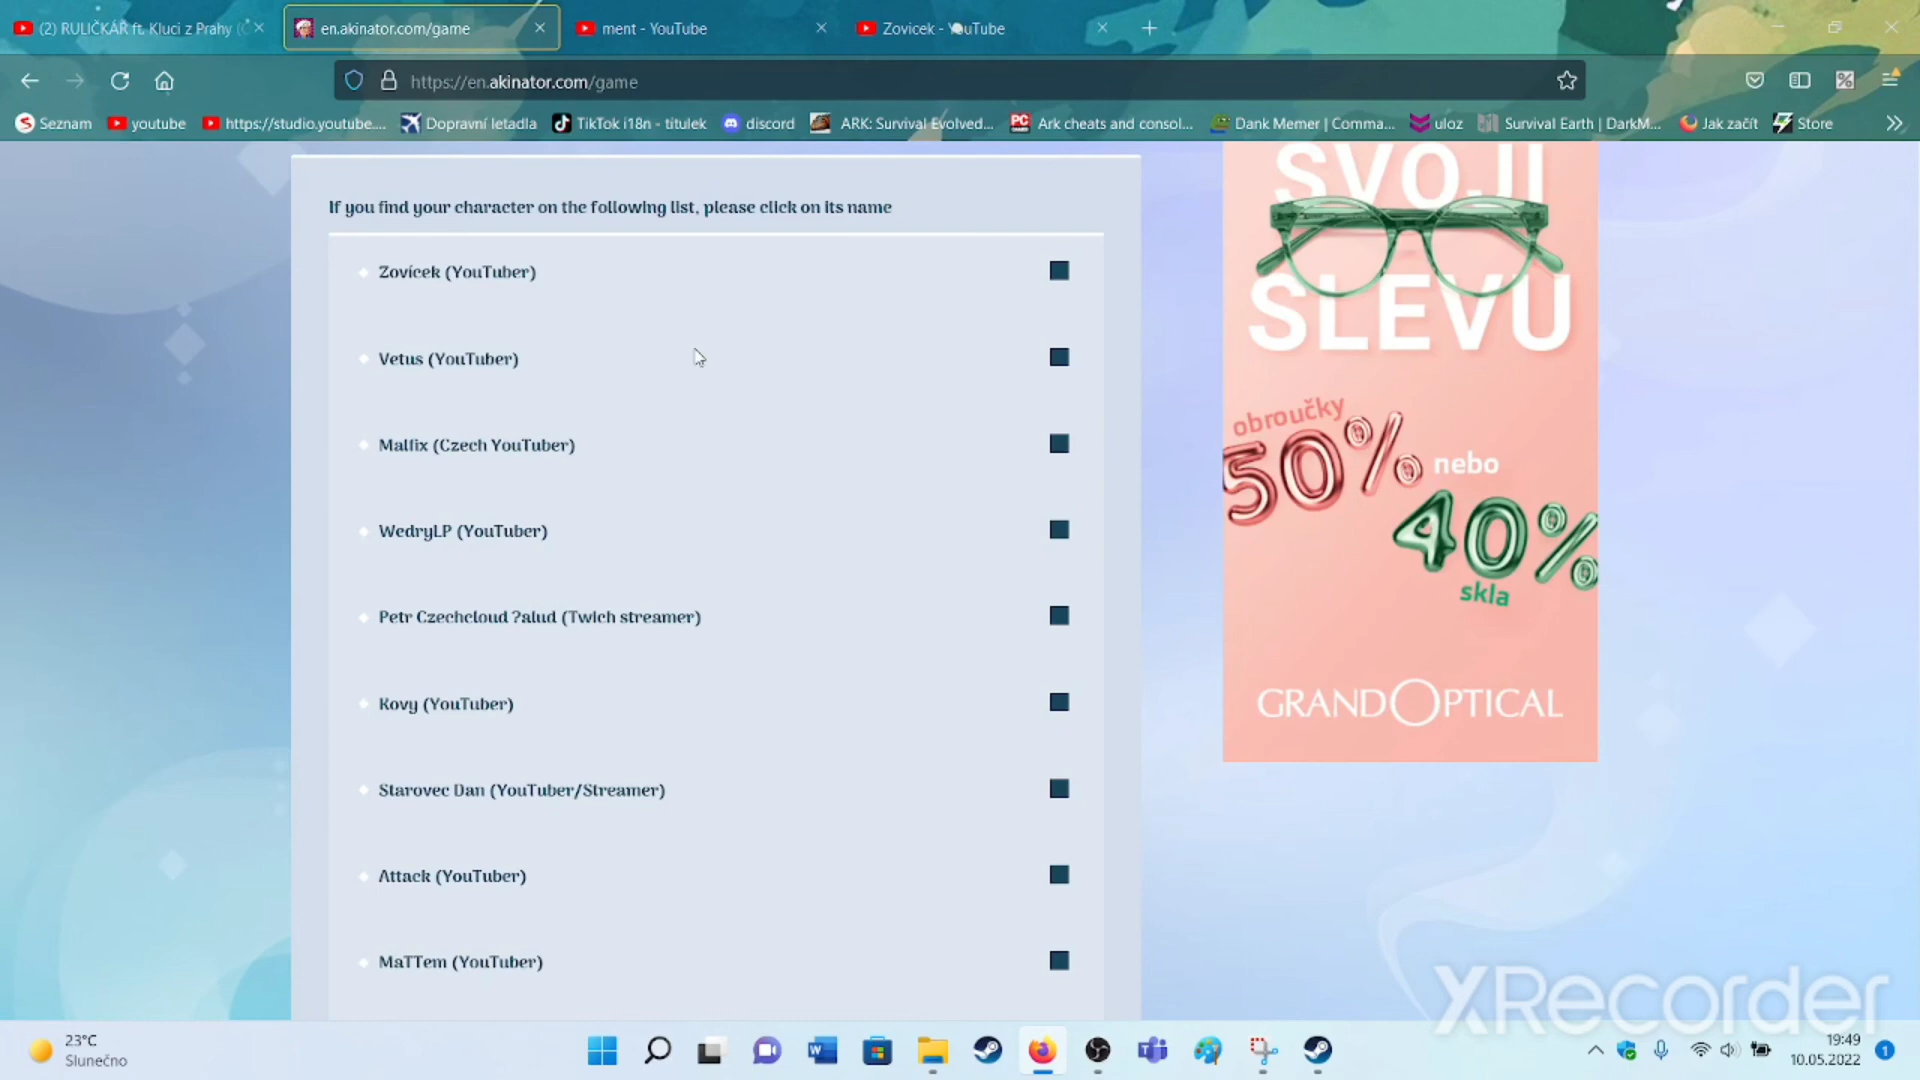 (2) RULIČKÁŘ ft. Kluci z Prahy (
en.akinator.com/game
ment - YouTube
Zovicek - YouTube
https://en.akinator.com/game
Seznam
youtube
https://studio.youtube....
Dopravní letadla
TikTok i18n - titulek
discord
ARK: Survival Evolved...
Ark cheats and consol...
Dank Memer | Comma...
uloz
Survival Earth | DarkM...
Jak začít
Store
If you find your character on the following list, please click on its name
Zovícek (YouTuber)
Vetus (YouTuber)
Malfix (Czech YouTuber)
WedryLP (YouTuber)
Petr Czechcloud ?alud (Twich streamer)
Kovy (YouTuber)
Starovec Dan (YouTuber/Streamer)
Attack (YouTuber)
MaTTem (YouTuber)
SVOJI
SLEVU
obroučky
50%
nebo
40%
skla
GRANDOPTICAL
XRecorder
23°C
Slunečno
19:49
10.05.2022
1